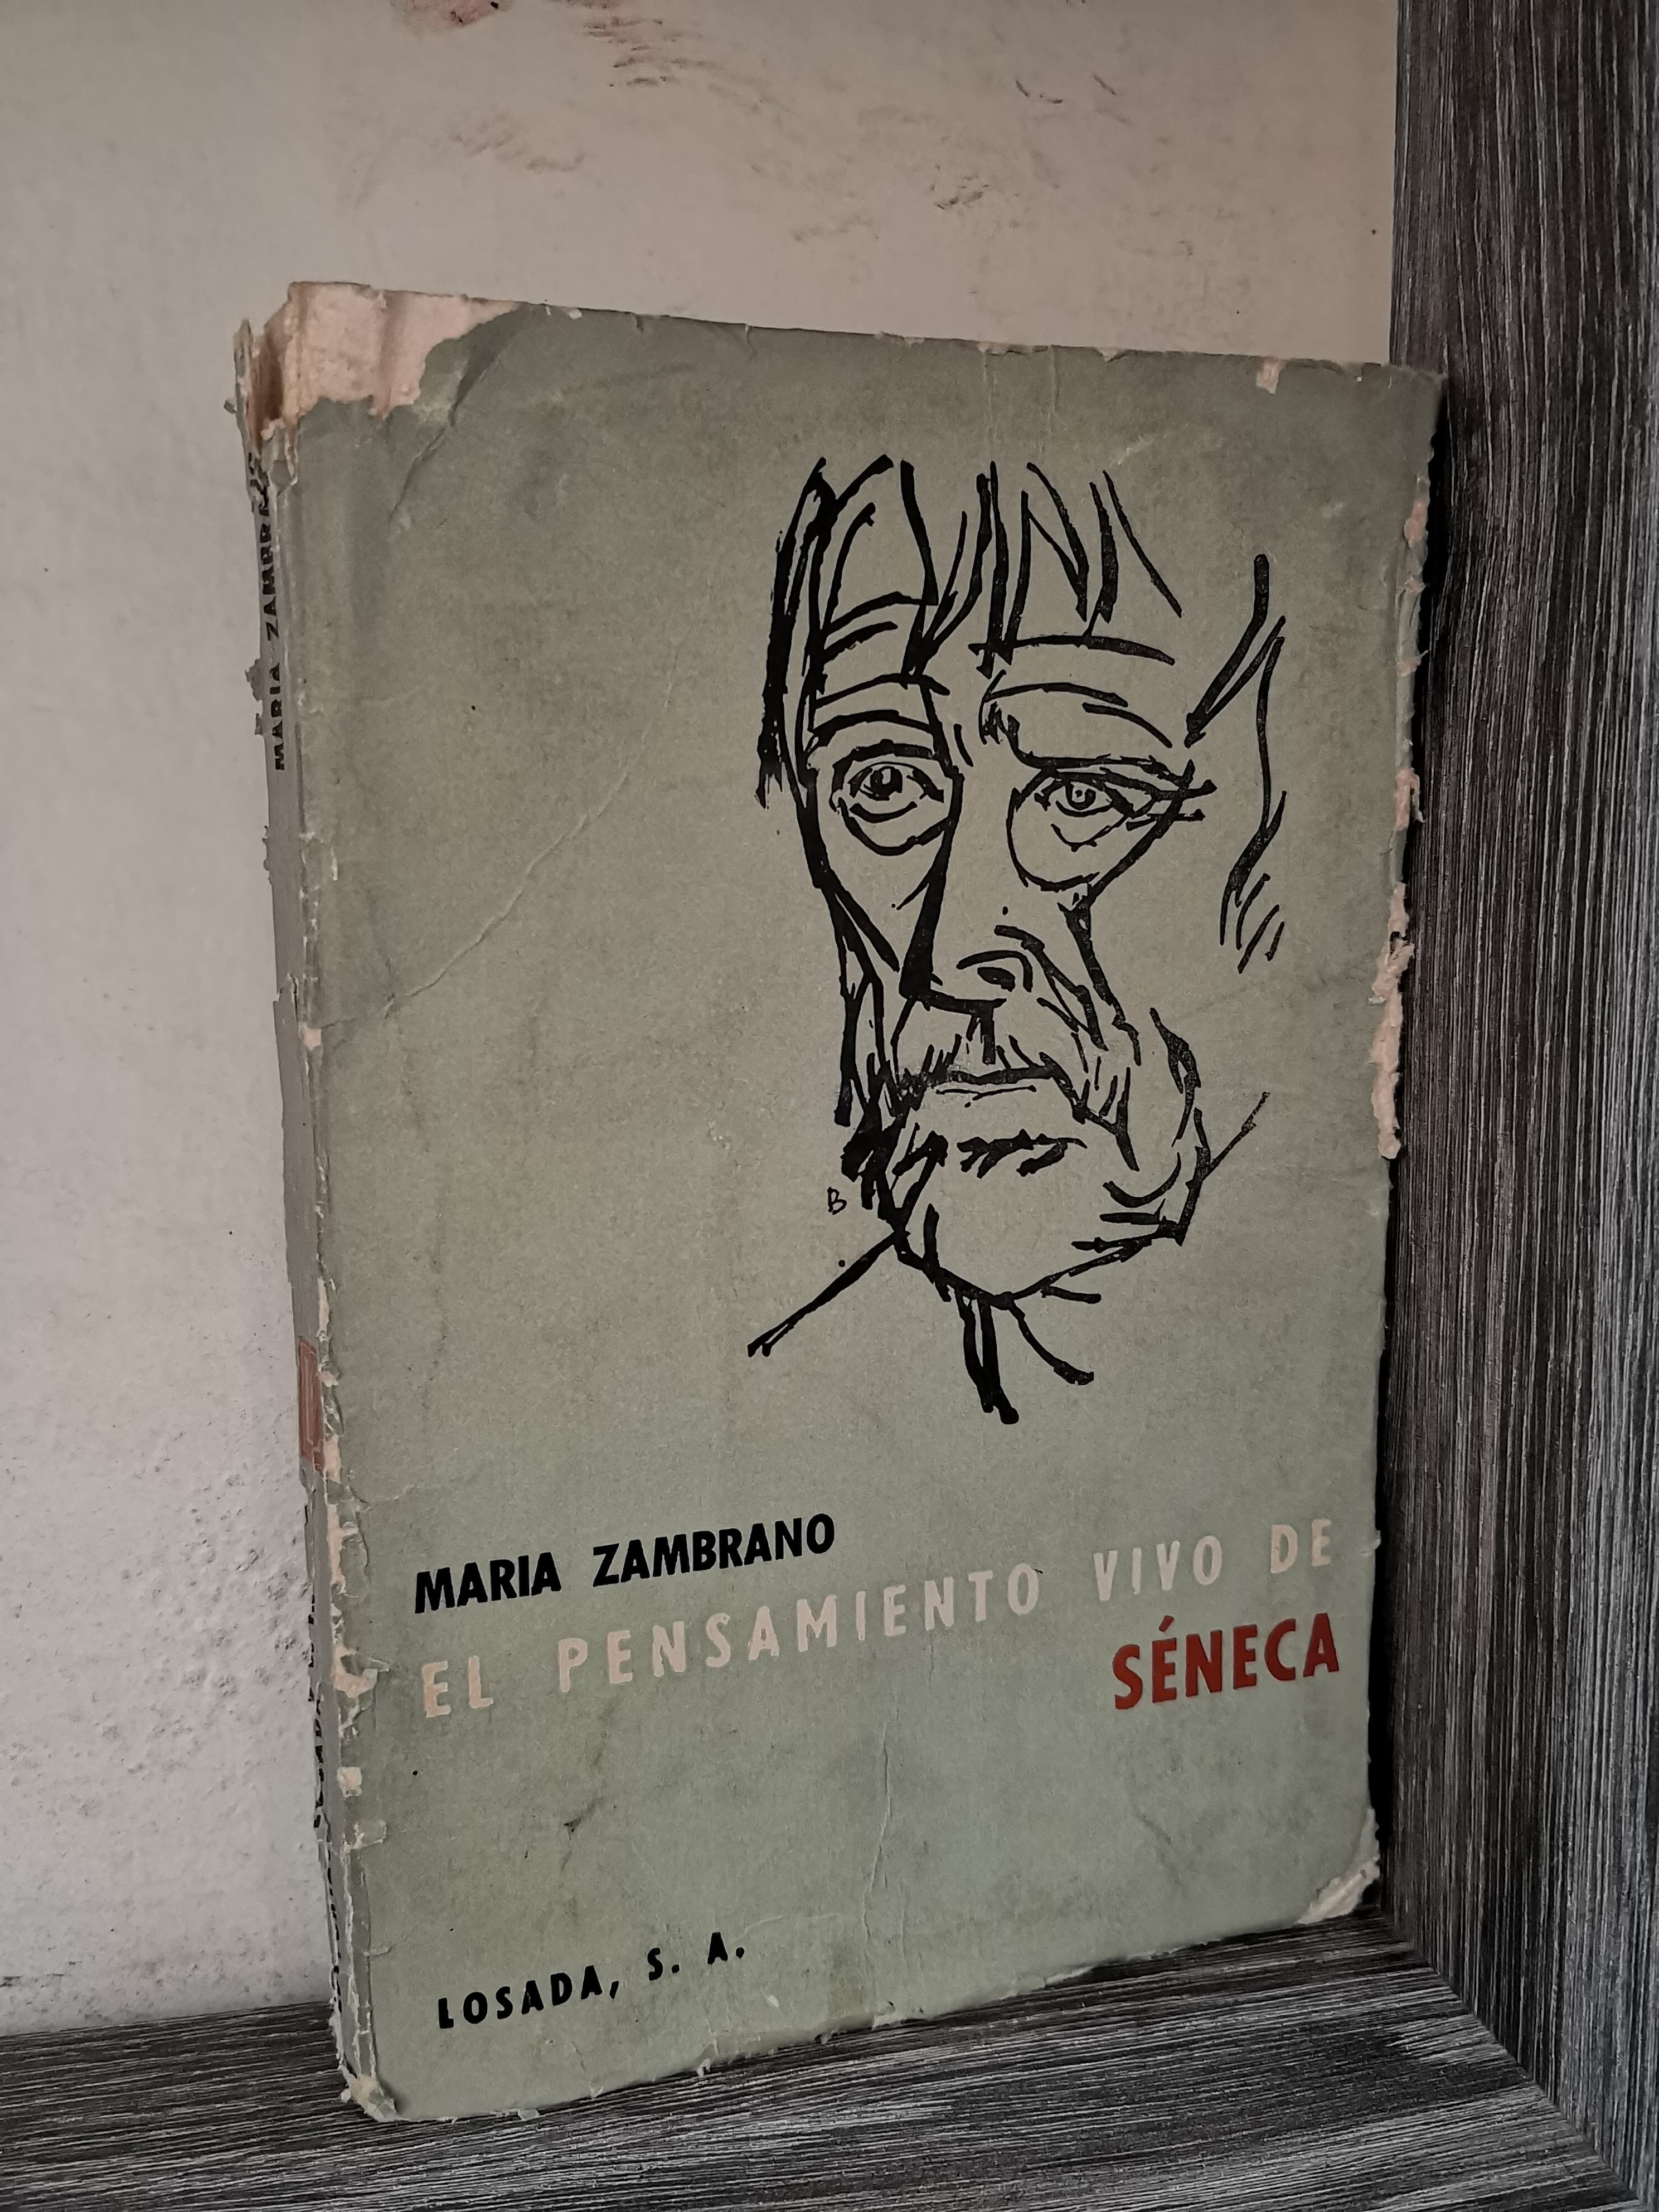 MARIA ZAMBRANO
B
MARIA ZAMBRANO
EL PENSAMIENTO VIVO DE
SÉNECA
LOSADA, S. A.